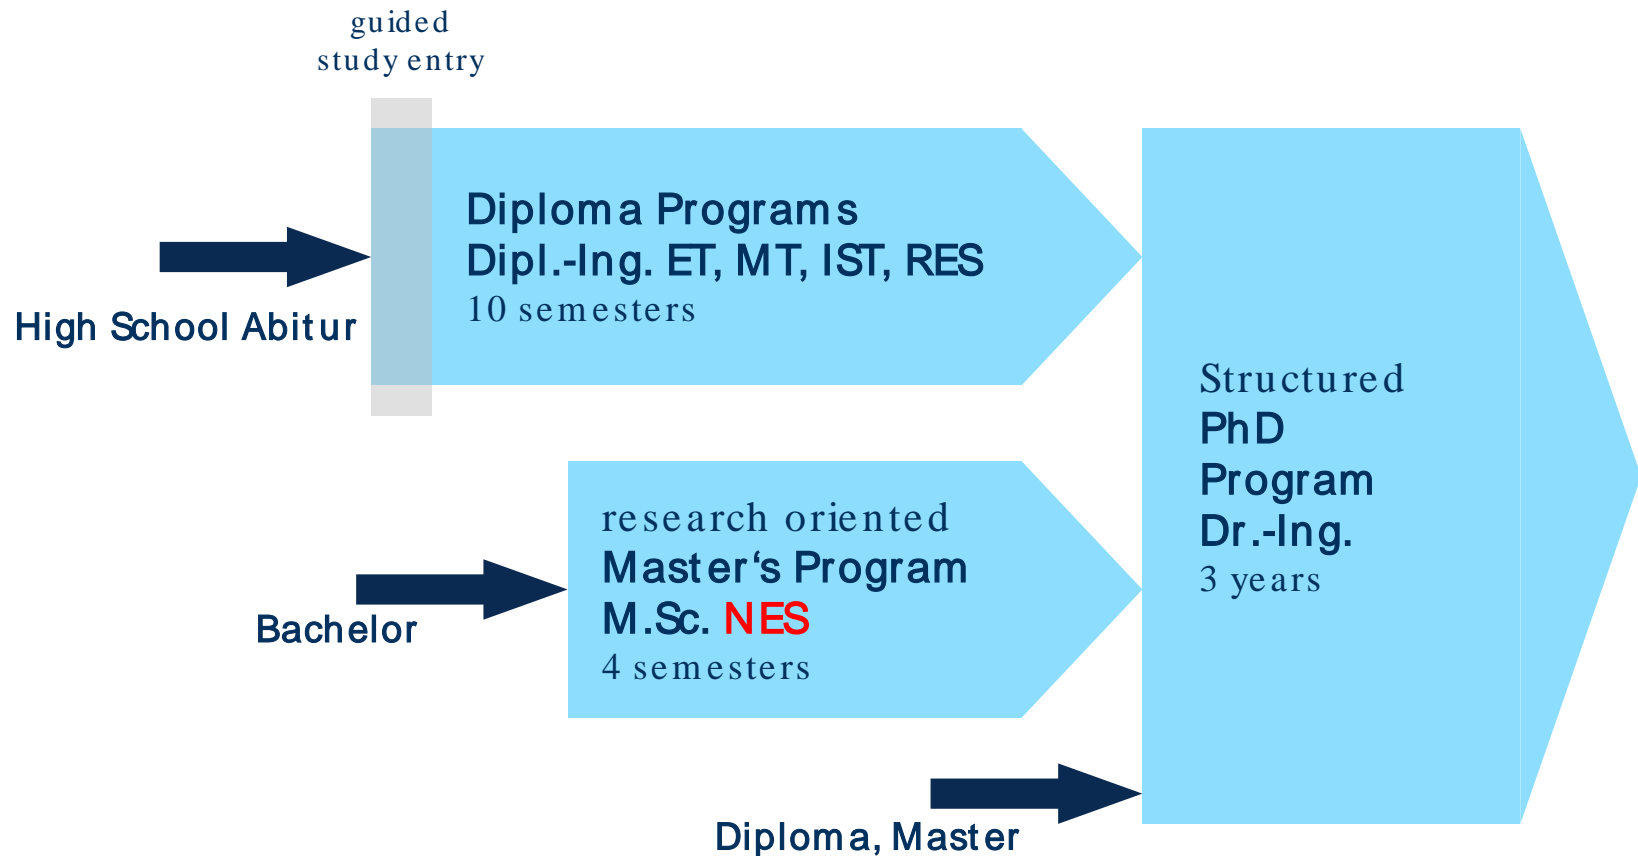 guided
study entry
Diploma Programs
Dipl.-Ing. ET, MT, IST, RES
10 semesters
High School Abitur
research oriented
Master‘s Program
M.Sc. NES
4 semesters
Bachelor
Structured
PhD
Program
Dr.-Ing.
3 years
Diploma, Master